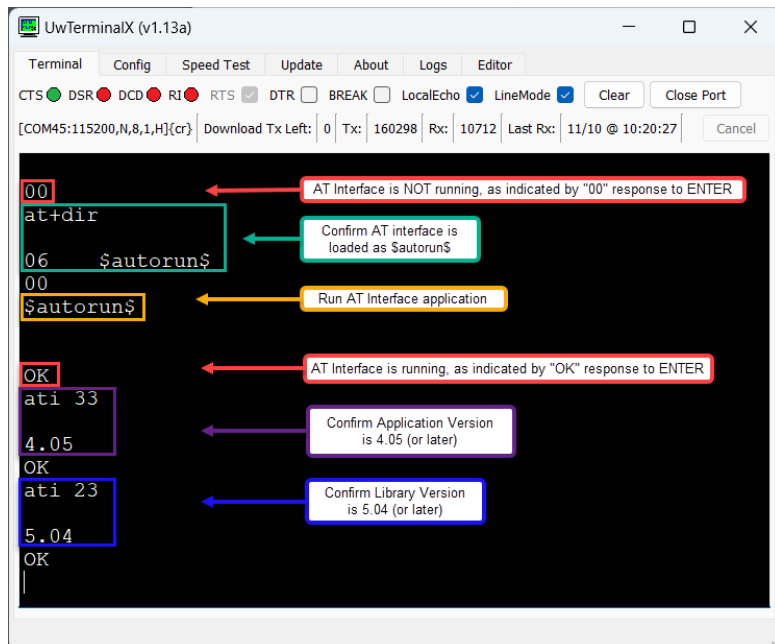 UwTerminalX (v1.13a)
Terminal Config Speed Test Update About Logs Editor
CTS DSR DCD RI RTS DTR BREAK LocalEcho LineMode Clear Close Port
[COM45:115200,N,8,1,H]{cr} Download Tx Left: 0 Tx: 160298 Rx: 10712 Last Rx: 11/10 @ 10:20:27 Cancel
00
AT Interface is NOT running, as indicated by "00" response to ENTER
at+dir
06 $autorun$
Confirm AT interface is
loaded as $autorun$
00
$autorun$
Run AT Interface application
OK
AT Interface is running, as indicated by "OK" response to ENTER
ati 33
4.05
Confirm Application Version
is 4.05 (or later)
OK
ati 23
5.04
Confirm Library Version
is 5.04 (or later)
OK